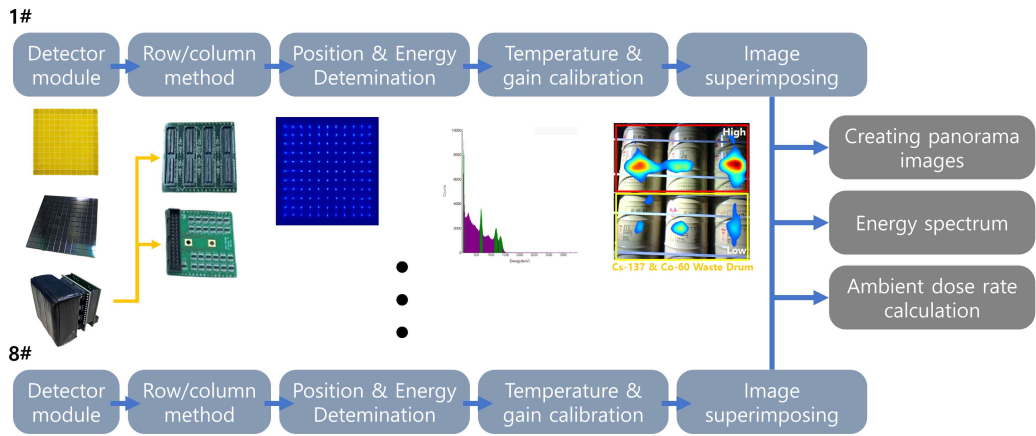 1#
Detector
module
Row/column
method
Position & Energy
Detemination
Temperature &
gain calibration
Image
superimposing
High
Low
Cs-137 & Co-60 Waste Drum
Creating panorama
images
Energy spectrum
Ambient dose rate
calculation
8#
Detector
module
Row/column
method
Position & Energy
Detemination
Temperature &
gain calibration
Image
superimposing